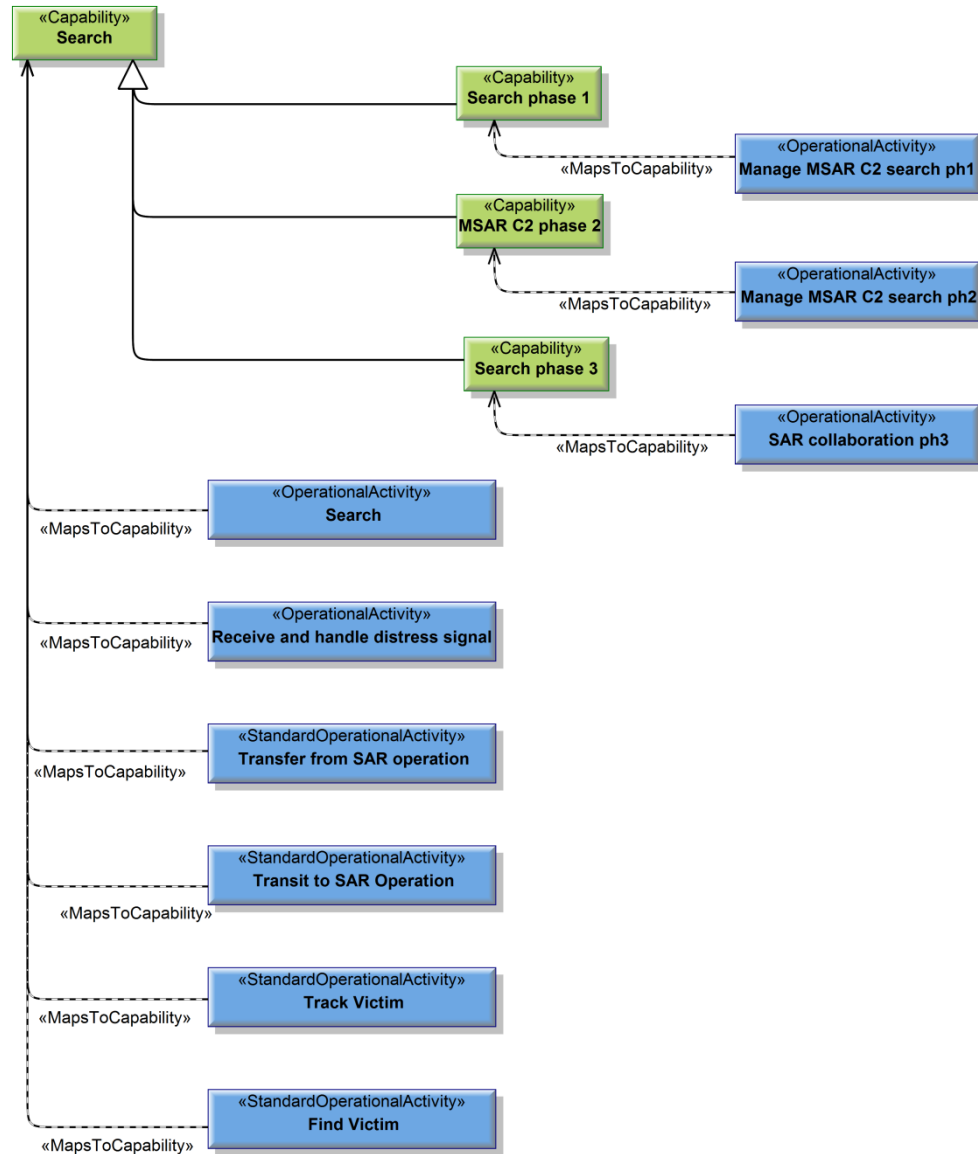 «Capability»
Search
«Capability»
Search phase 1
«OperationalActivity»
Manage MSAR C2 search ph1
«MapsToCapability»
«Capability»
MSAR C2 phase 2
«OperationalActivity»
Manage MSAR C2 search ph2
«MapsToCapability»
«Capability»
Search phase 3
«OperationalActivity»
SAR collaboration ph3
«MapsToCapability»
«OperationalActivity»
Search
«MapsToCapability»
«OperationalActivity»
Receive and handle distress signal
«MapsToCapability»
«StandardOperationalActivity»
Transfer from SAR operation
«MapsToCapability»
«StandardOperationalActivity»
Transit to SAR Operation
«MapsToCapability»
«StandardOperationalActivity»
Track Victim
«MapsToCapability»
«StandardOperationalActivity»
Find Victim
«MapsToCapability»